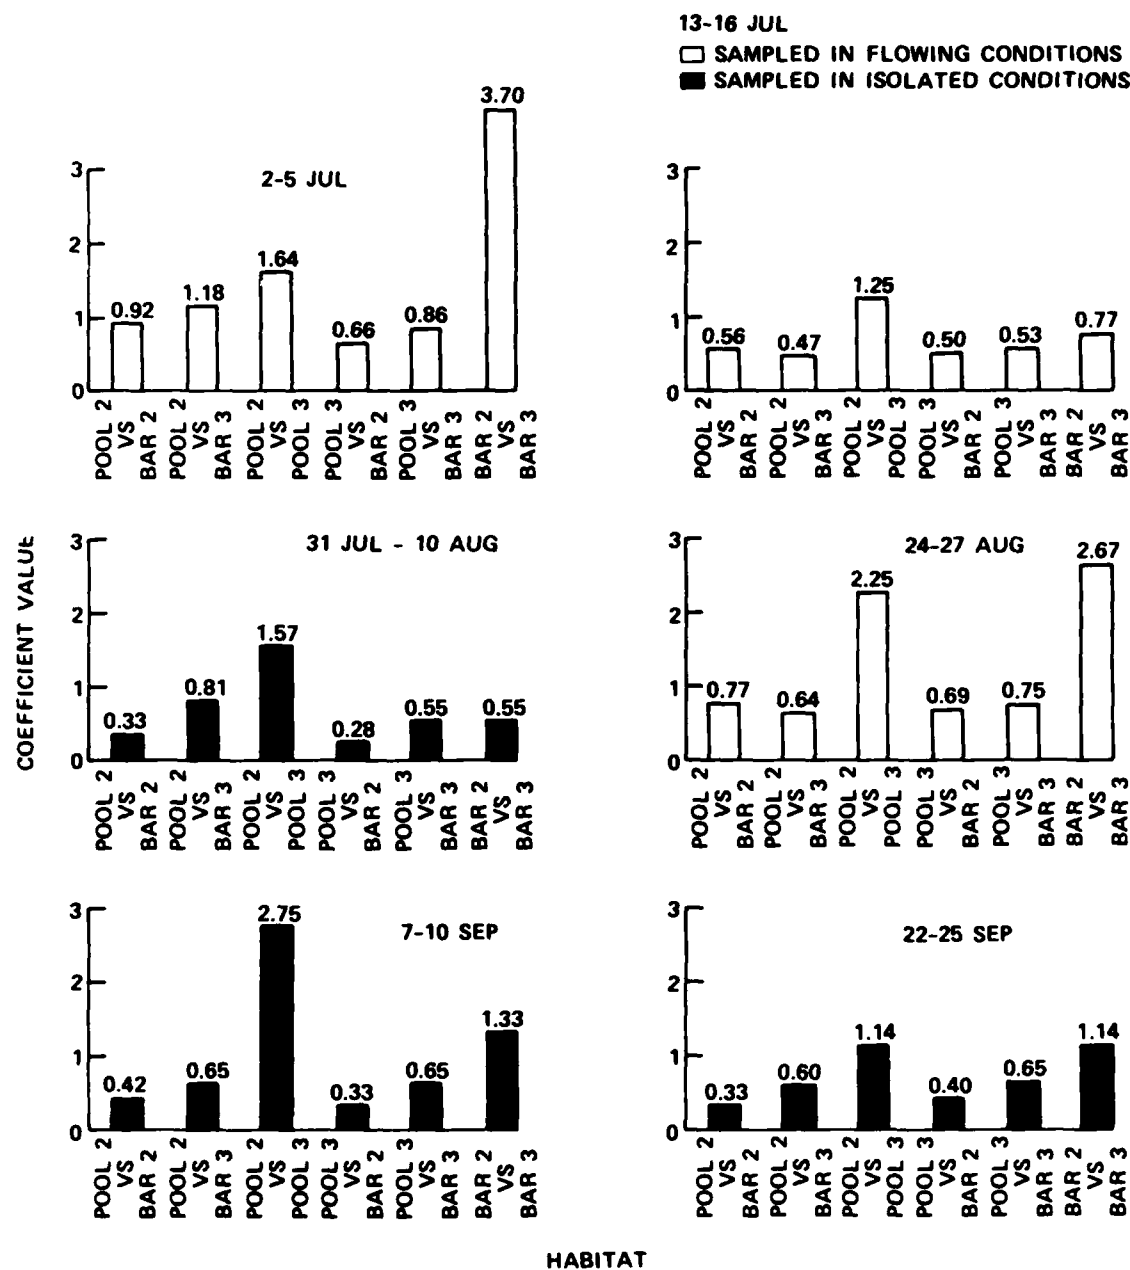 13-16 JUL
SAMPLED IN FLOWING CONDITIONS
SAMPLED IN ISOLATED CONDITIONS
COEFFICIENT VALUE
2-5 JUL
3
2
1
0
0.92
1.18
1.64
0.66
0.86
3.70
POOL 2
VS
BAR 2
POOL 2
VS
BAR 3
POOL 2
VS
POOL 3
POOL 3
VS
BAR 2
POOL 3
VS
BAR 3
BAR 2
VS
BAR 3
3
2
1
0
0.56
0.47
1.25
0.50
0.53
0.77
POOL 2
VS
BAR 2
POOL 2
VS
BAR 3
POOL 2
VS
POOL 3
POOL 3
VS
BAR 2
POOL 3
VS
BAR 3
BAR 2
VS
BAR 3
31 JUL - 10 AUG
3
2
1
0
0.33
0.81
1.57
0.28
0.55
0.55
POOL 2
VS
BAR 2
POOL 2
VS
BAR 3
POOL 2
VS
POOL 3
POOL 3
VS
BAR 2
POOL 3
VS
BAR 3
BAR 2
VS
BAR 3
24-27 AUG
3
2
1
0
0.77
0.64
2.25
0.69
0.75
2.67
POOL 2
VS
BAR 2
POOL 2
VS
BAR 3
POOL 2
VS
POOL 3
POOL 3
VS
BAR 2
POOL 3
VS
BAR 3
BAR 2
VS
BAR 3
7-10 SEP
3
2
1
0
0.42
0.65
2.75
0.33
0.65
1.33
POOL 2
VS
BAR 2
POOL 2
VS
BAR 3
POOL 2
VS
POOL 3
POOL 3
VS
BAR 2
POOL 3
VS
BAR 3
BAR 2
VS
BAR 3
22-25 SEP
3
2
1
0
0.33
0.60
1.14
0.40
0.65
1.14
POOL 2
VS
BAR 2
POOL 2
VS
BAR 3
POOL 2
VS
POOL 3
POOL 3
VS
BAR 2
POOL 3
VS
BAR 3
BAR 2
VS
BAR 3
HABITAT